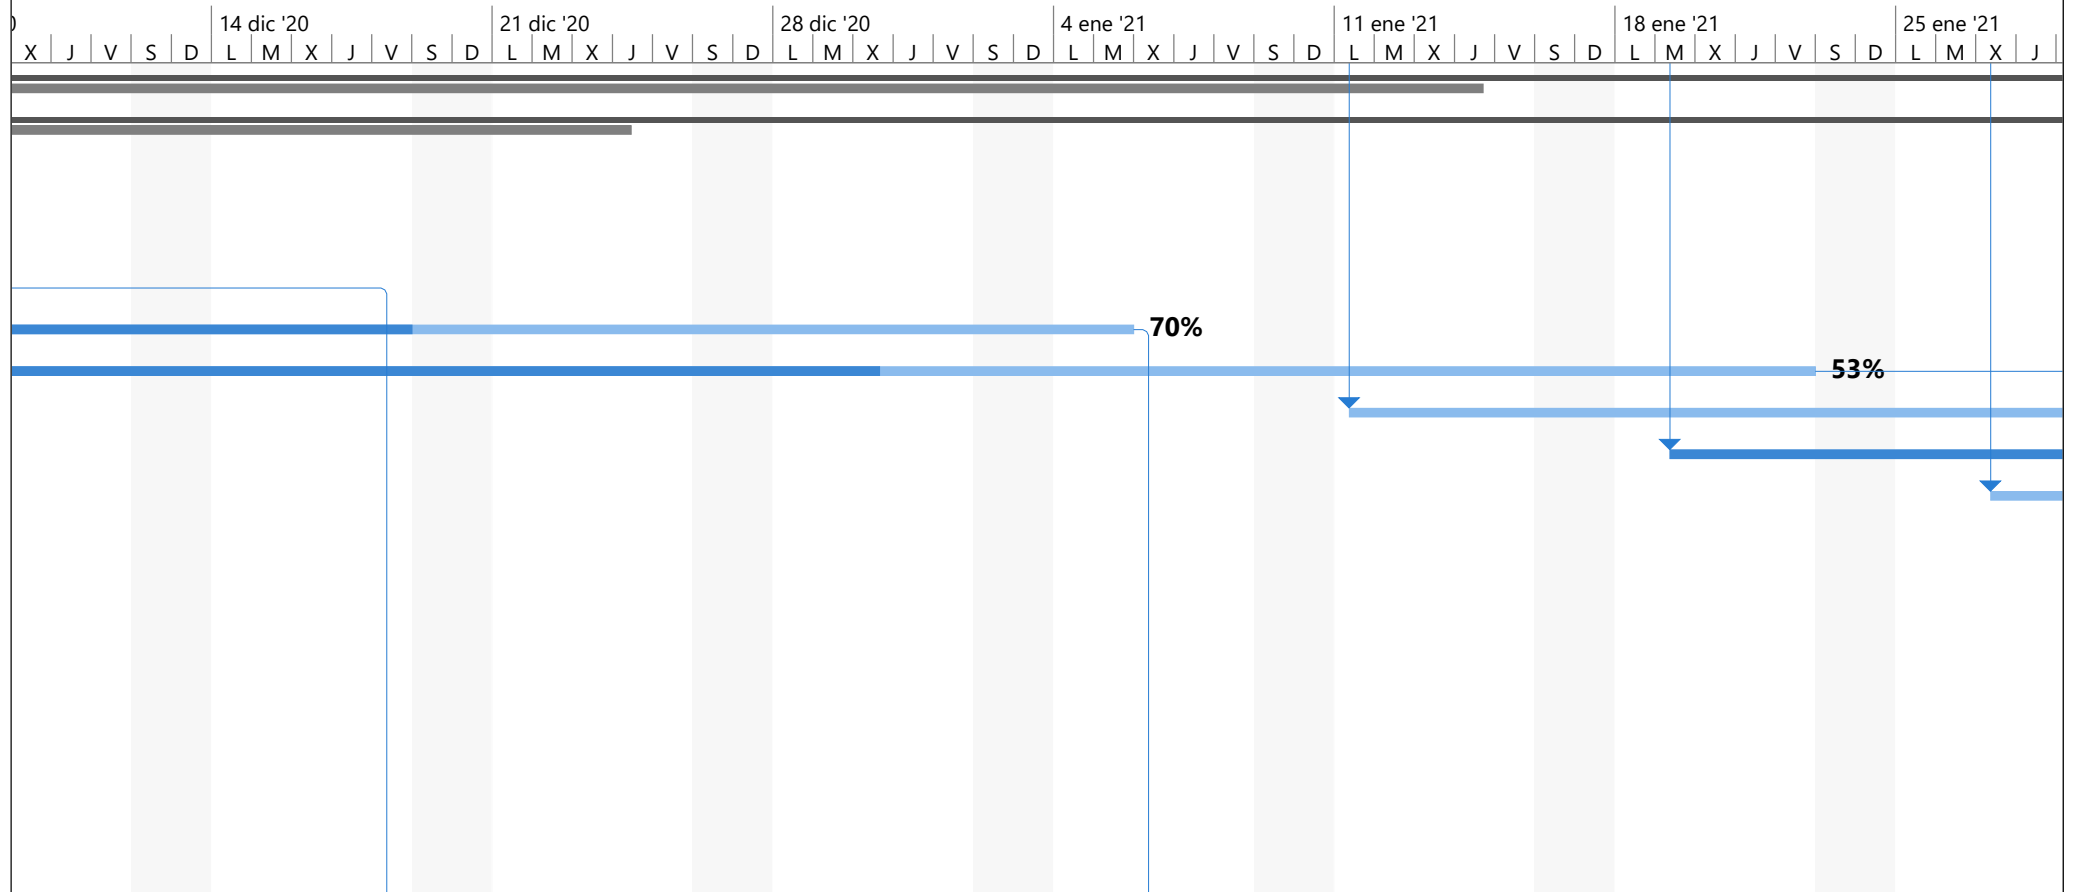 14 dic '20 21 dic '20 28 dic '20 4 ene '21 11 ene '21 18 ene '21 25 ene '21
X J V S D L M X J V S D L M X J V S D L M X J V S D L M X J V S D L M X J V S D L M X J V S D L M X J
70%
53%